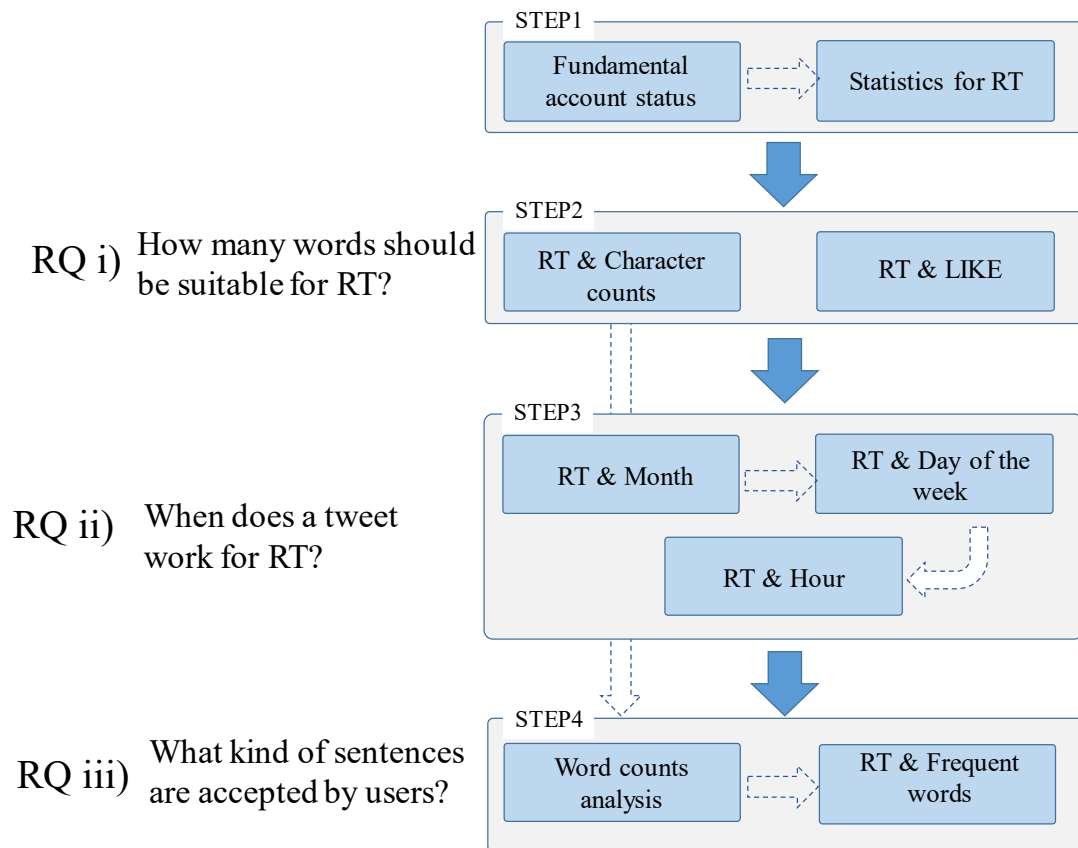 STEP1
Fundamental
account status
Statistics for RT
STEP2
RQ i)
How many words should
be suitable for RT?
RT & Character
counts
RT & LIKE
STEP3
RT & Month
RT & Day of the
week
RQ ii)
When does a tweet
work for RT?
RT & Hour
STEP4
RQ iii)
What kind of sentences
are accepted by users?
Word counts
analysis
RT & Frequent
words